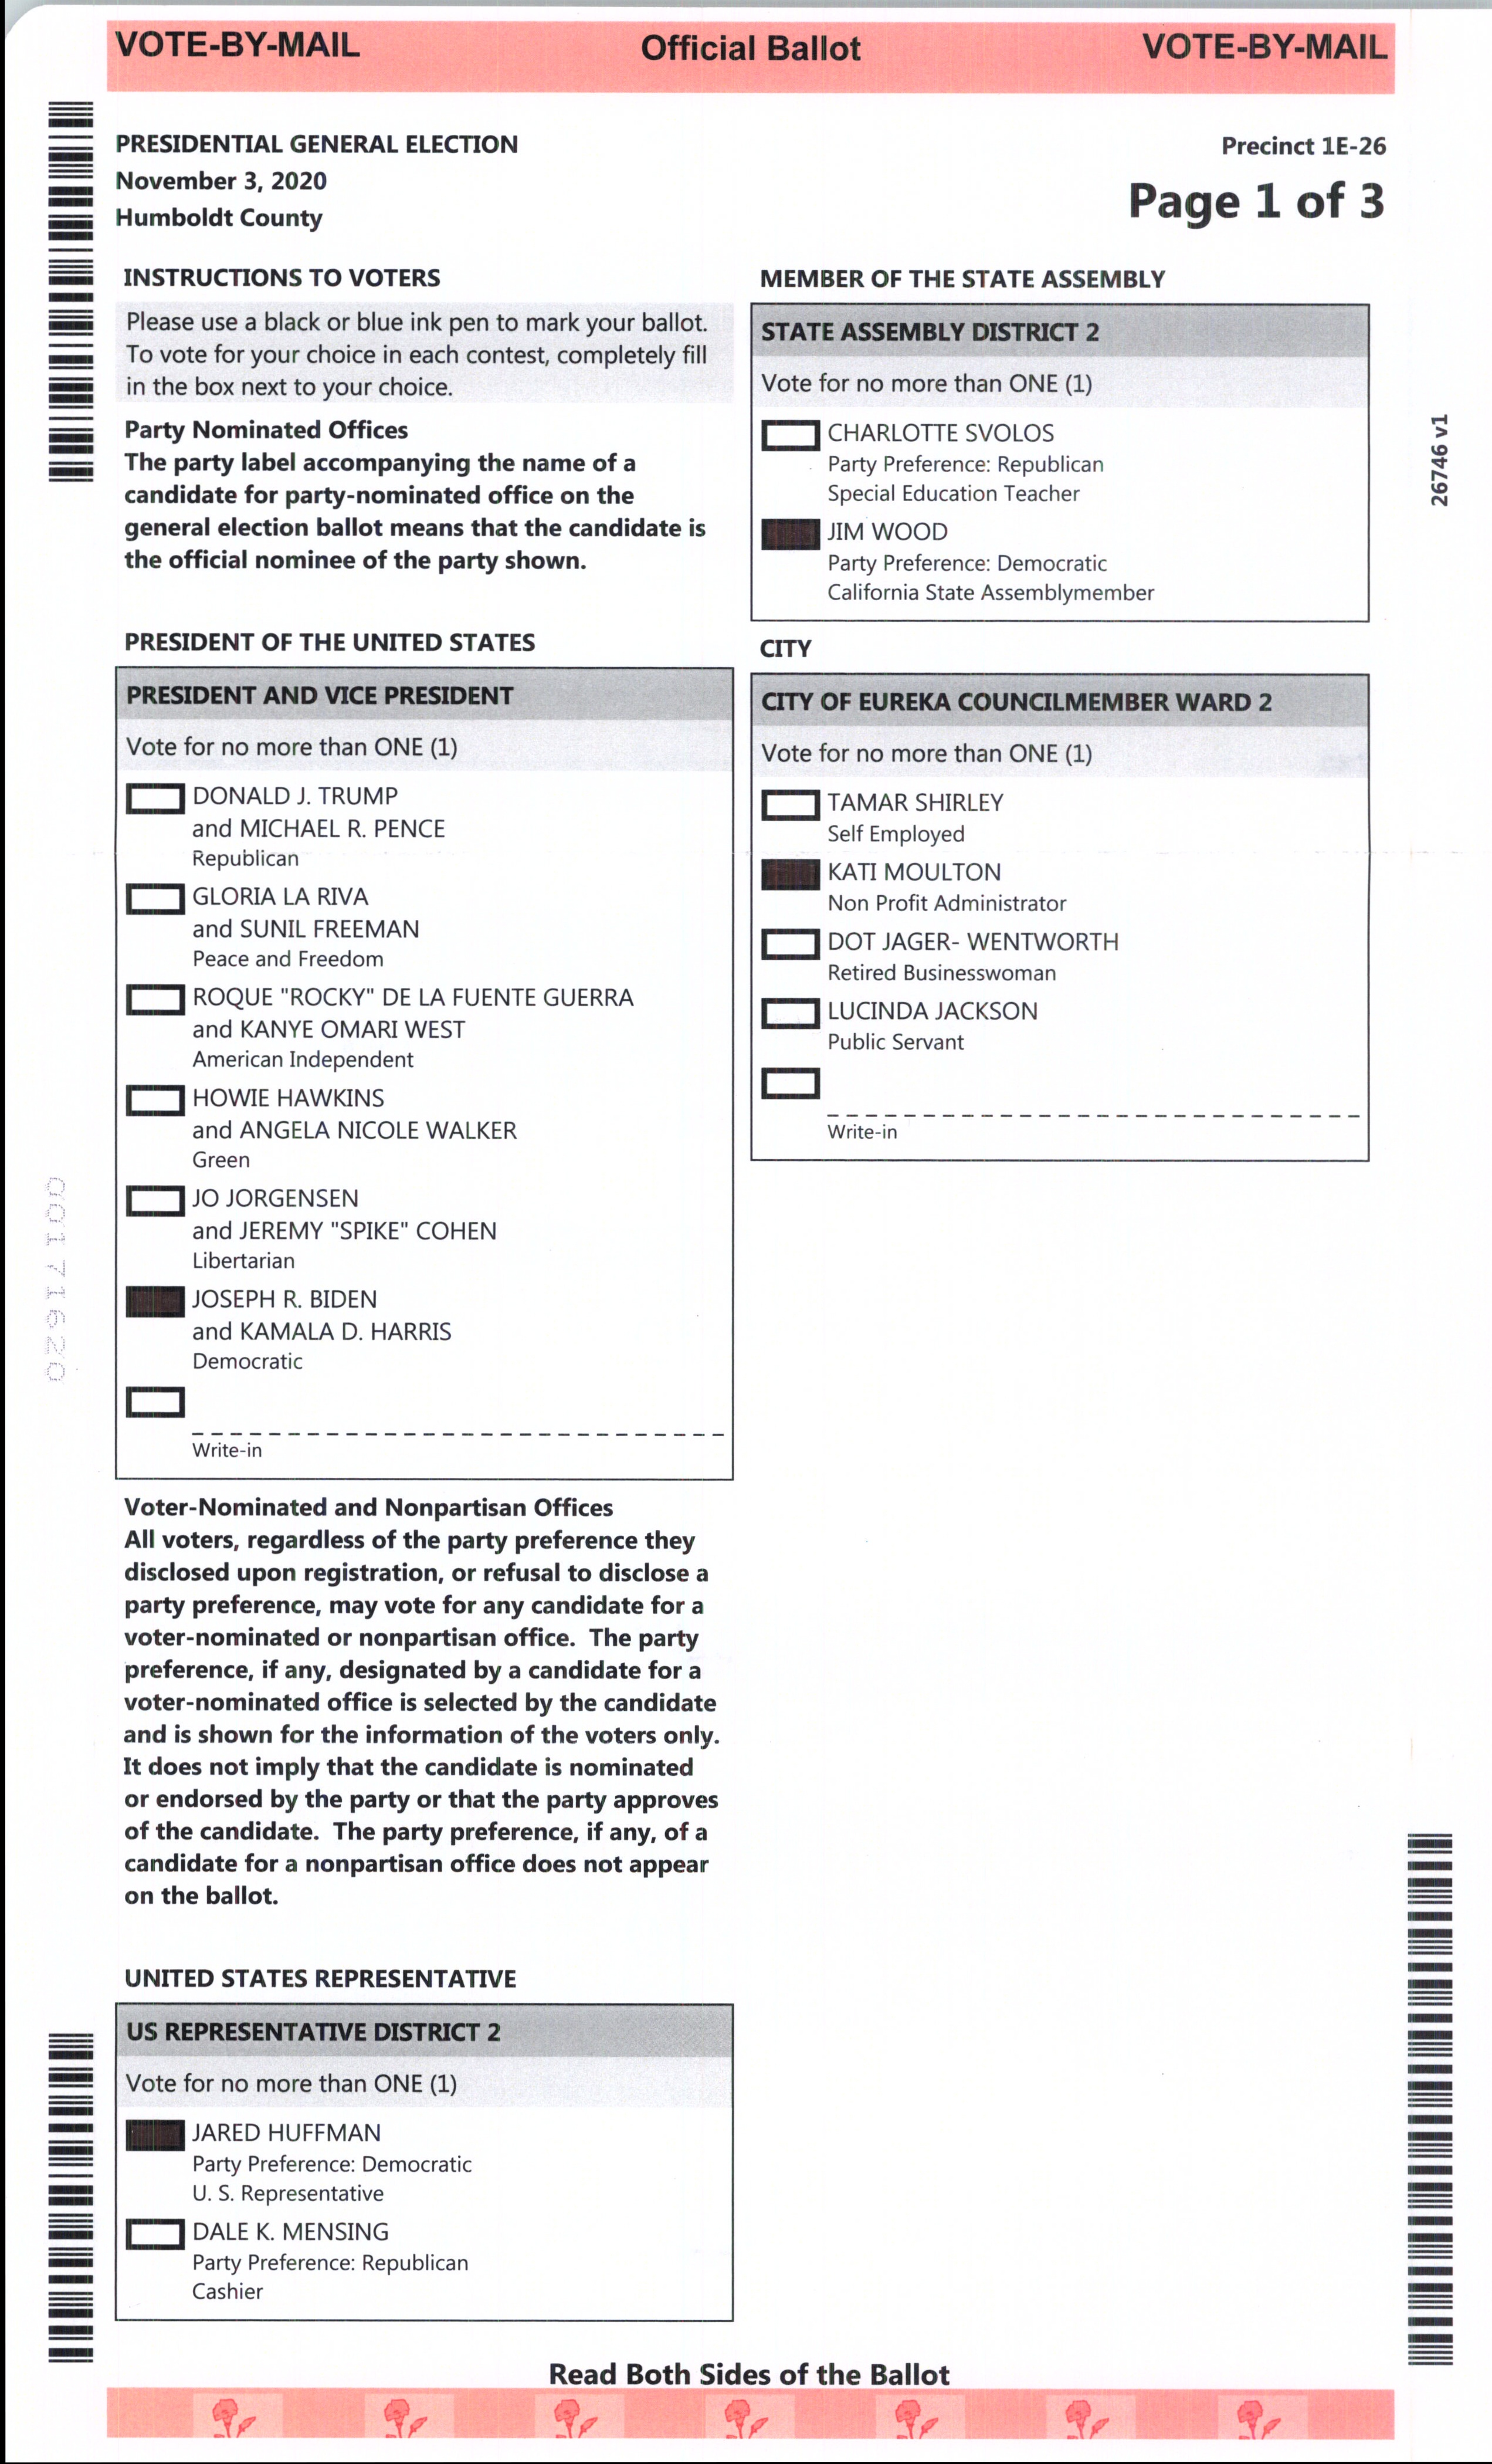 VOTE-BY-MAIL Official Ballot VOTE-BY-MAIL
PRESIDENTIAL GENERAL ELECTION
November 3, 2020
Humboldt County
Precinct 1E-26
Page 1 of 3
INSTRUCTIONS TO VOTERS
Please use a black or blue ink pen to mark your ballot.
To vote for your choice in each contest, completely fill
in the box next to your choice.
Party Nominated Offices
The party label accompanying the name of a
candidate for party-nominated office on the
general election ballot means that the candidate is
the official nominee of the party shown.
PRESIDENT OF THE UNITED STATES
PRESIDENT AND VICE PRESIDENT
Vote for no more than ONE (1)
DONALD J. TRUMP
and MICHAEL R. PENCE
Republican
GLORIA LA RIVA
and SUNIL FREEMAN
Peace and Freedom
ROQUE "ROCKY" DE LA FUENTE GUERRA
and KANYE OMARI WEST
American Independent
HOWIE HAWKINS
and ANGELA NICOLE WALKER
Green
JO JORGENSEN
and JEREMY "SPIKE" COHEN
Libertarian
JOSEPH R. BIDEN
and KAMALA D. HARRIS
Democratic
Write-in
Voter-Nominated and Nonpartisan Offices
All voters, regardless of the party preference they
disclosed upon registration, or refusal to disclose a
party preference, may vote for any candidate for a
voter-nominated or nonpartisan office. The party
preference, if any, designated by a candidate for a
voter-nominated office is selected by the candidate
and is shown for the information of the voters only.
It does not imply that the candidate is nominated
or endorsed by the party or that the party approves
of the candidate. The party preference, if any, of a
candidate for a nonpartisan office does not appear
on the ballot.
UNITED STATES REPRESENTATIVE
US REPRESENTATIVE DISTRICT 2
Vote for no more than ONE (1)
JARED HUFFMAN
Party Preference: Democratic
U. S. Representative
DALE K. MENSING
Party Preference: Republican
Cashier
MEMBER OF THE STATE ASSEMBLY
STATE ASSEMBLY DISTRICT 2
Vote for no more than ONE (1)
CHARLOTTE SVOLOS
Party Preference: Republican
Special Education Teacher
JIM WOOD
Party Preference: Democratic
California State Assemblymember
CITY
CITY OF EUREKA COUNCILMEMBER WARD 2
Vote for no more than ONE (1)
TAMAR SHIRLEY
Self Employed
KATI MOULTON
Non Profit Administrator
DOT JAGER- WENTWORTH
Retired Businesswoman
LUCINDA JACKSON
Public Servant
Write-in
26746 v1
00171620
Read Both Sides of the Ballot